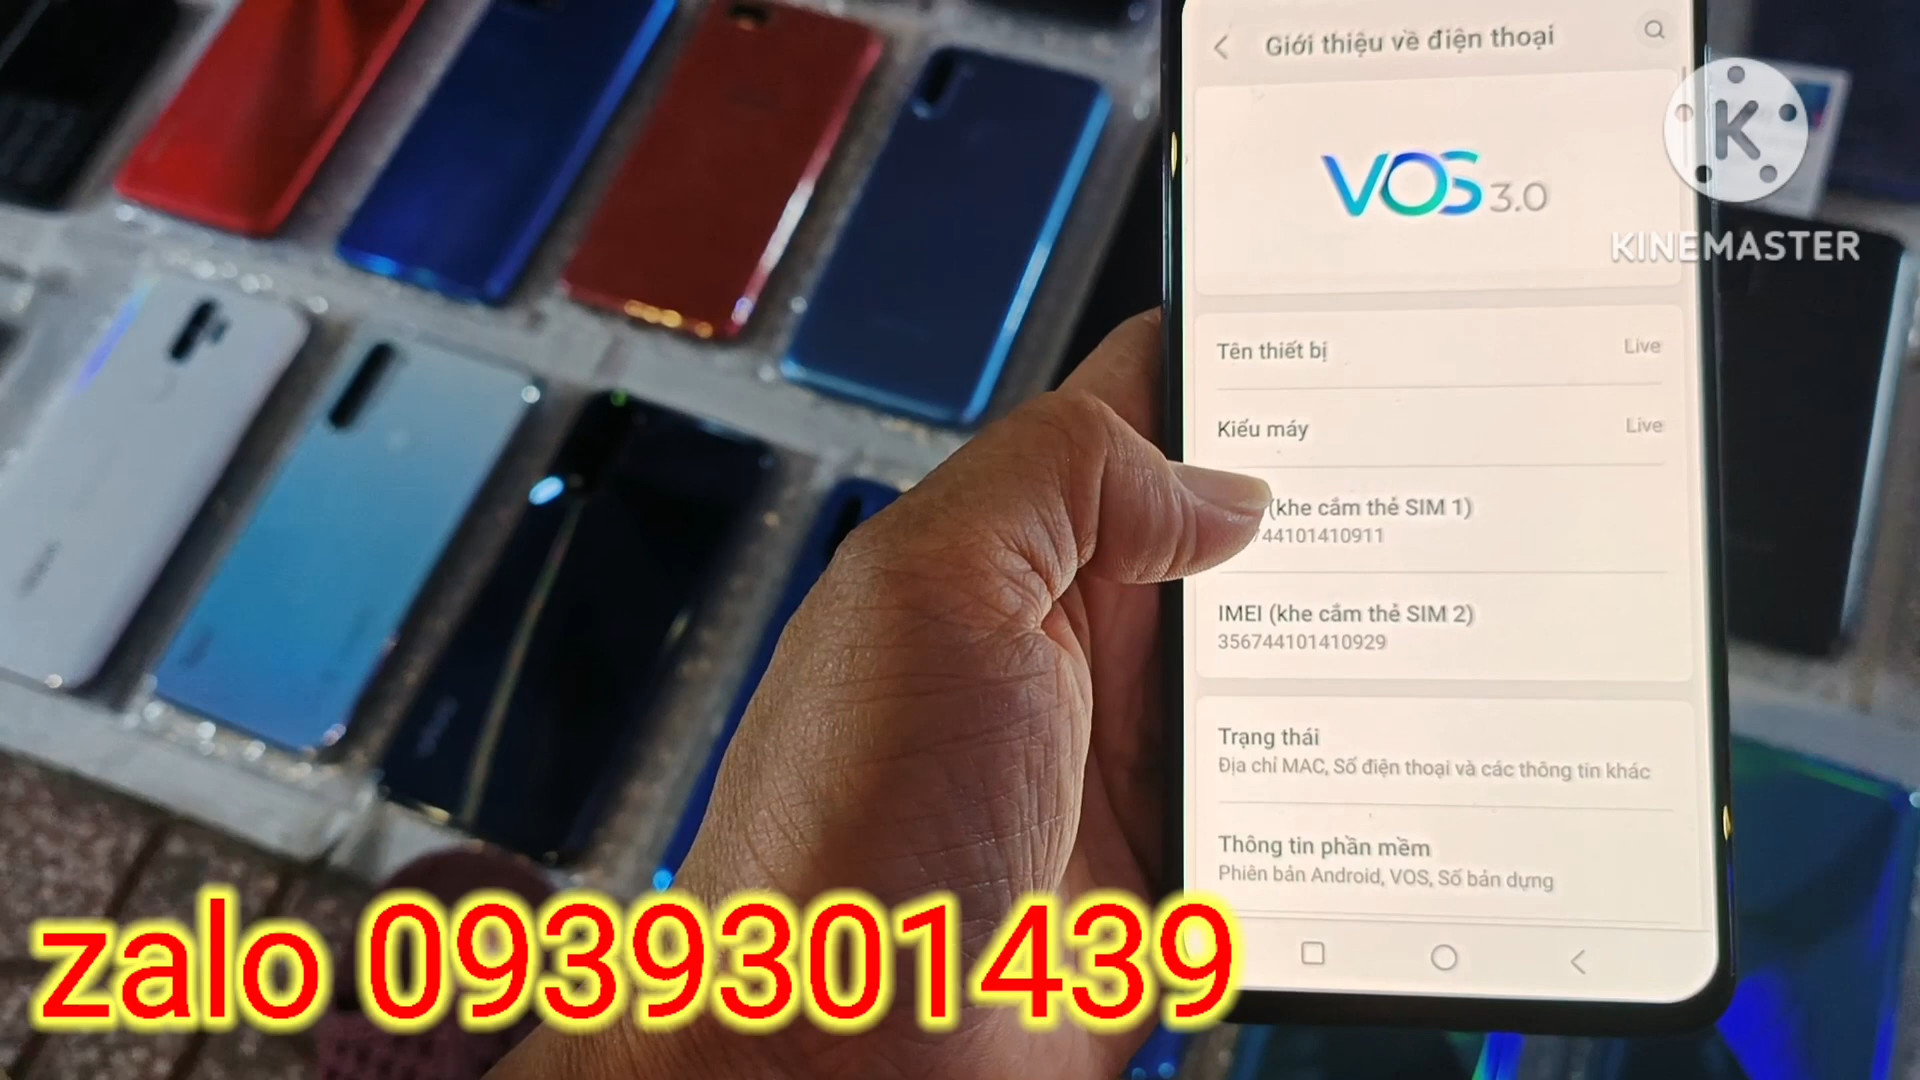 Giới thiệu về điện thoại
VOS 3.0
K
KINEMASTER
Tên thiết bị Live
Kiểu máy Live
(khe cắm thẻ SIM 1)
44101410911
IMEI (khe cắm thẻ SIM 2)
356744101410929
Trạng thái
Địa chỉ MAC, Số điện thoại và các thông tin khác
Thông tin phần mềm
Phiên bản Android, VOS, Số bản dựng
zalo 0939301439